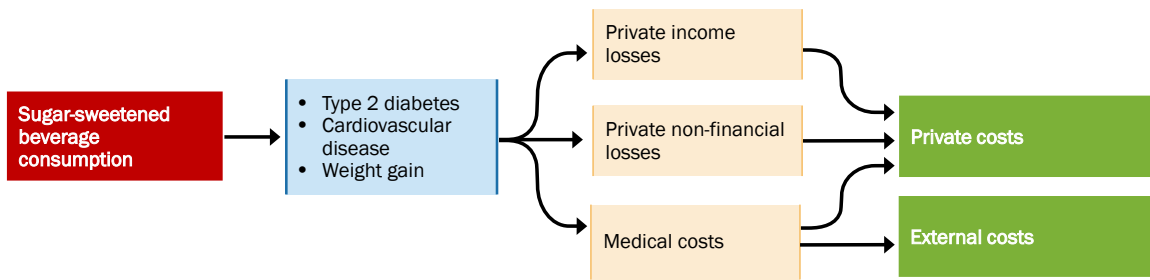 Sugar-sweetened
beverage
consumption
• Type 2 diabetes
• Cardiovascular
disease
• Weight gain
Private income
losses
Private non-financial
losses
Medical costs
Private costs
External costs